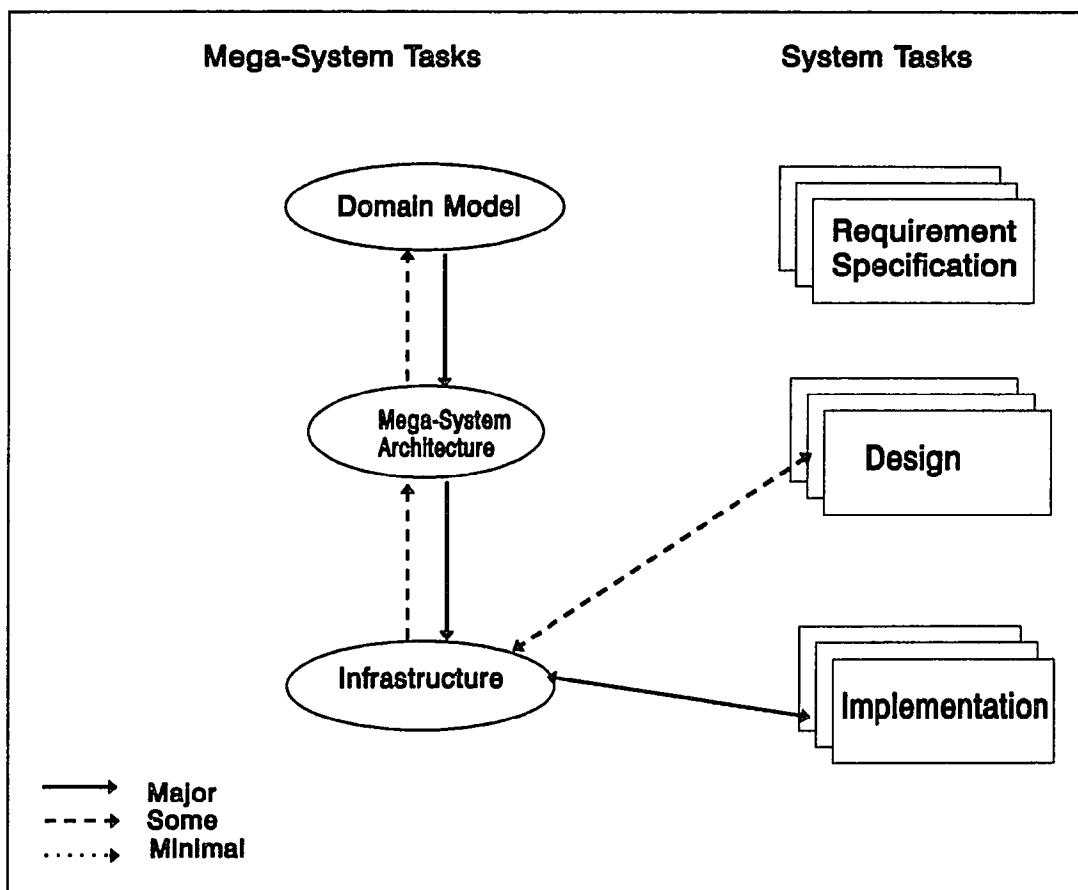 Mega-System Tasks
System Tasks
Domain Model
Requirement
Specification
Mega-System
Architecture
Design
Infrastructure
Implementation
Major
Some
Minimal